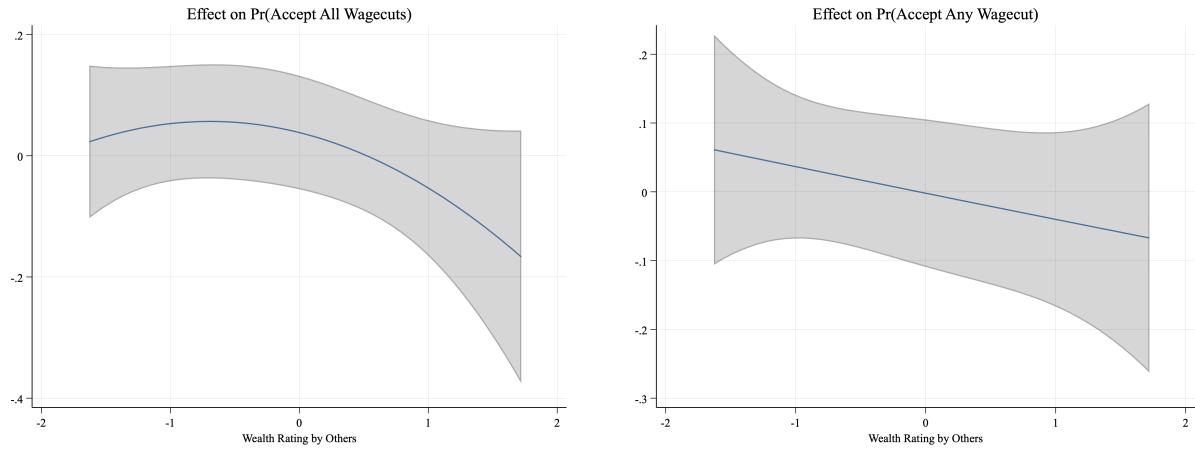 Effect on Pr(Accept All Wagecuts)
.2
0
-.2
-.4
-2 -1 0 1 2
Wealth Rating by Others
Effect on Pr(Accept Any Wagecut)
.2
.1
0
-.1
-.2
-.3
-2 -1 0 1 2
Wealth Rating by Others